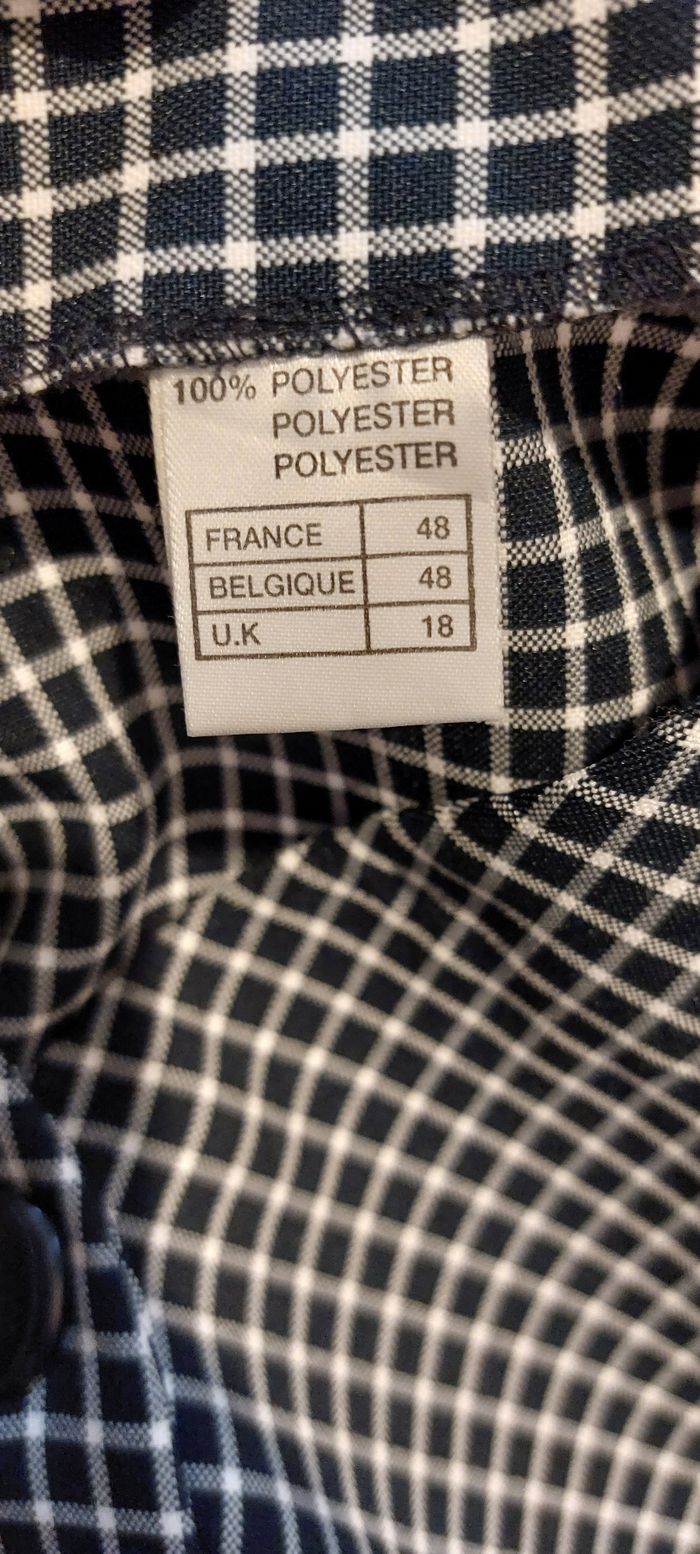 100% POLYESTER
POLYESTER
POLYESTER
FRANCE 48
BELGIQUE 48
U.K 18